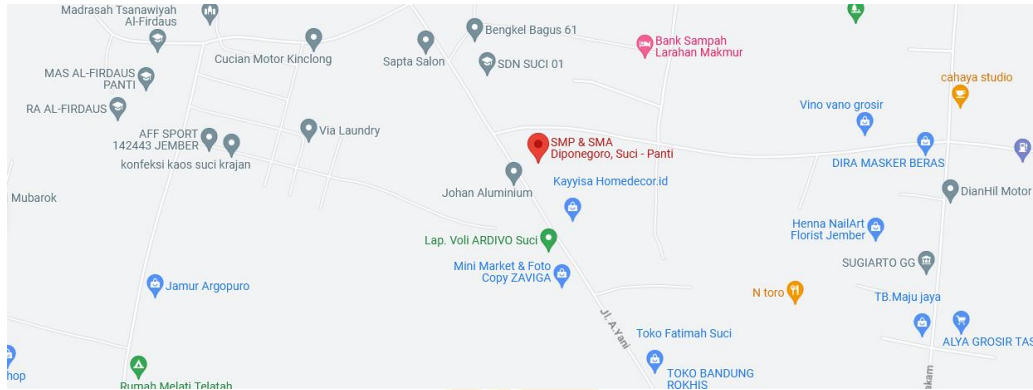 Madrasah Tsanawiyah
Al-Firdaus
Bengkel Bagus 61
Bank Sampah
Larahan Makmur
Cucian Motor Kinclong
Sapta Salon
SDN SUCI 01
MAS AL-FIRDAUS
PANTI
cahaya studio
RA AL-FIRDAUS
Vino vano grosir
AFF SPORT
142443 JEMBER
Via Laundry
SMP & SMA
Diponegoro, Suci - Panti
konfeksi kaos suci krajan
DIRA MASKER BERAS
Kayyisa Homedecor.id
Johan Aluminium
Mubarok
DianHil Motor
Henna NailArt
Florist Jember
Lap. Voli ARDIVO Suci
SUGIARTO GG
Mini Market & Foto
Copy ZAVIGA
Jamur Argopuro
N toro
TB.Maju jaya
Jl. A.Yani
Toko Fatimah Suci
ALYA GROSIR TAS
TOKO BANDUNG
ROKHIS
hop
Rumah Melati Telatah
akam